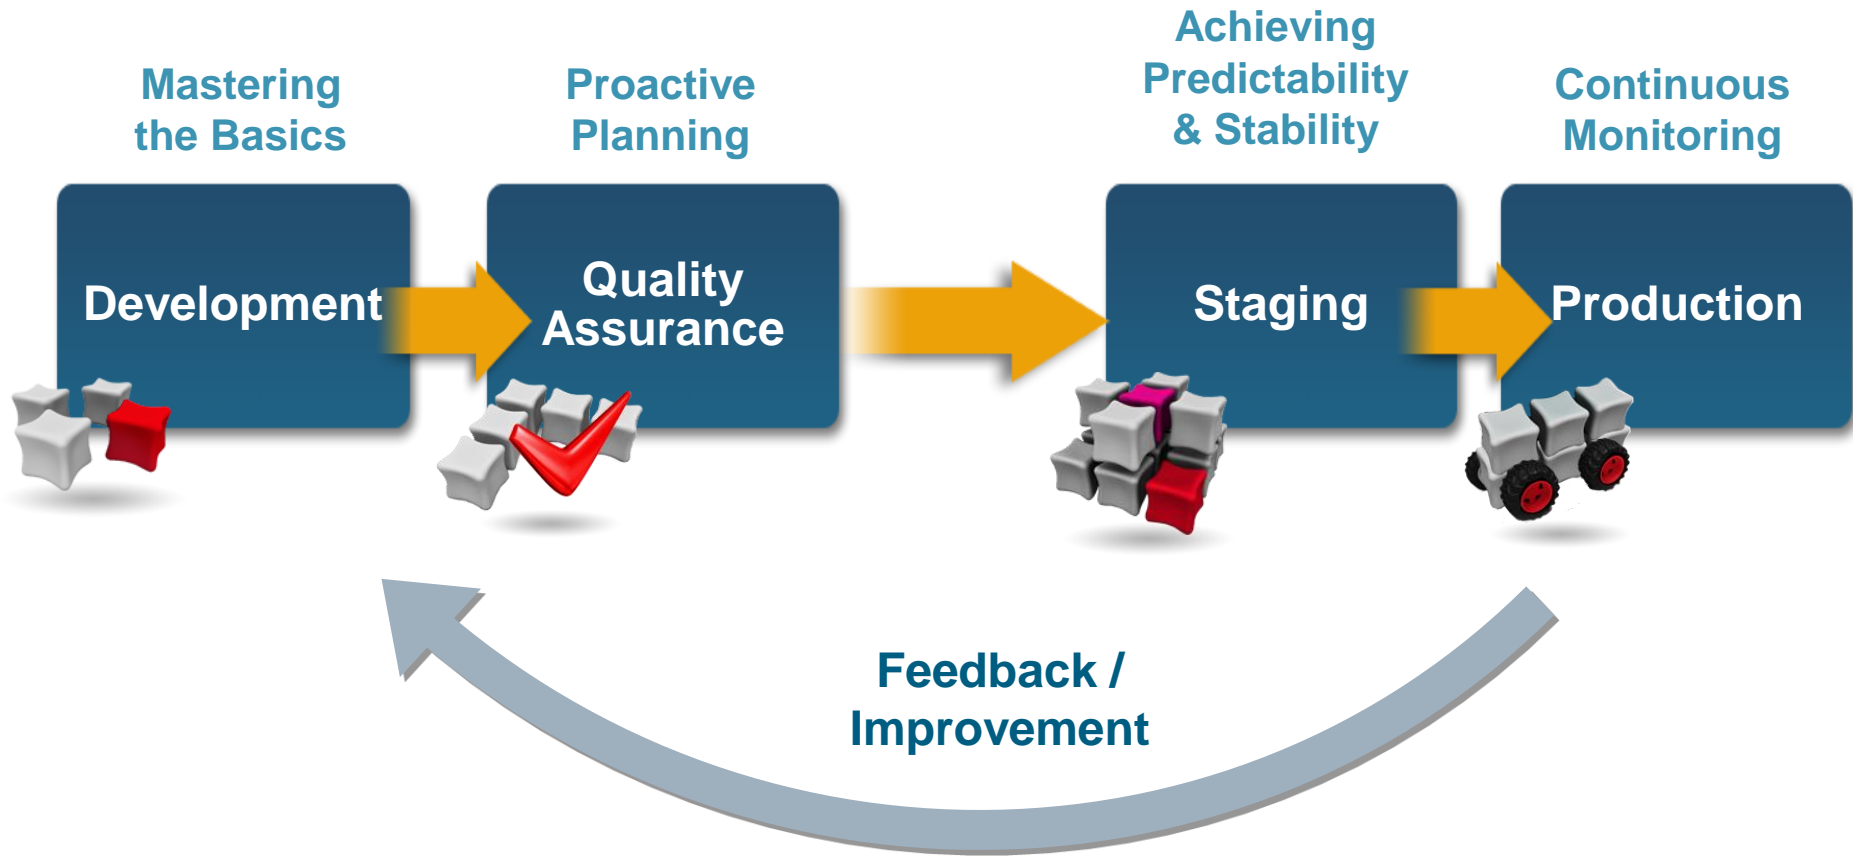 Mastering
the Basics
Proactive
Planning
Achieving
Predictability
& Stability
Continuous
Monitoring
Development
Quality
Assurance
Staging
Production
Feedback /
Improvement